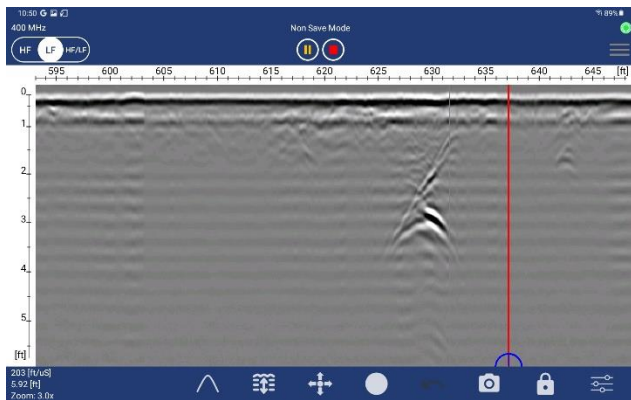 10:50 G
89%
400 MHz
Non Save Mode
HF LF HF/LF
595 600 605 610 615 620 625 630 635 640 645 [ft]
0
1
2
3
4
5
[ft]
203 [ft/uS]
5.92 [ft]
Zoom: 3.0x